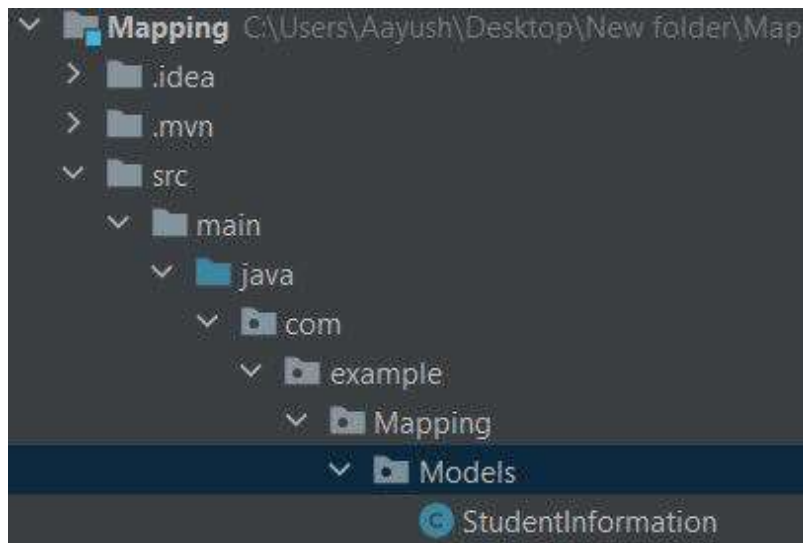 Mapping C:\Users\Aayush\Desktop\New folder\Map
.idea
.mvn
src
main
java
com
example
Mapping
Models
StudentInformation